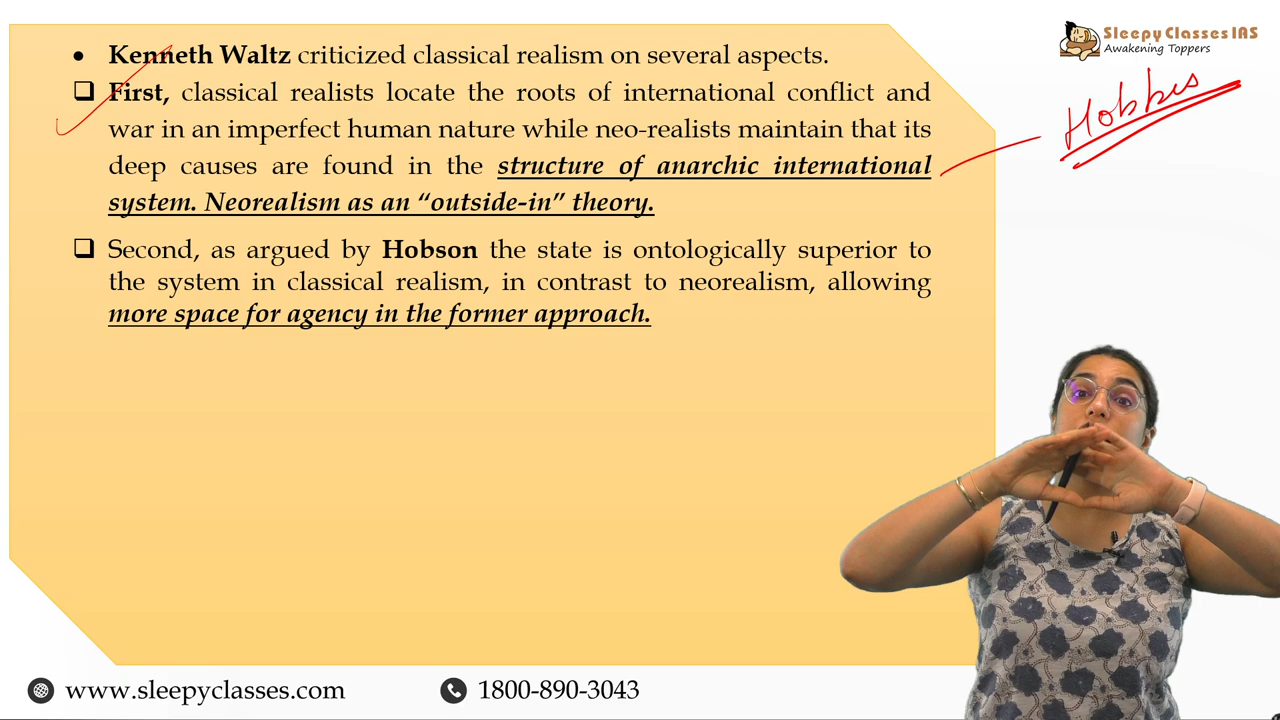 SleepyClasses IAS
Awakening Toppers
• Kenneth Waltz criticized classical realism on several aspects.
❑ First, classical realists locate the roots of international conflict and
war in an imperfect human nature while neo-realists maintain that its
deep causes are found in the structure of anarchic international
system. Neorealism as an “outside-in” theory.
Hobbes
❑ Second, as argued by Hobson the state is ontologically superior to
the system in classical realism, in contrast to neorealism, allowing
more space for agency in the former approach.
www.sleepyclasses.com
1800-890-3043